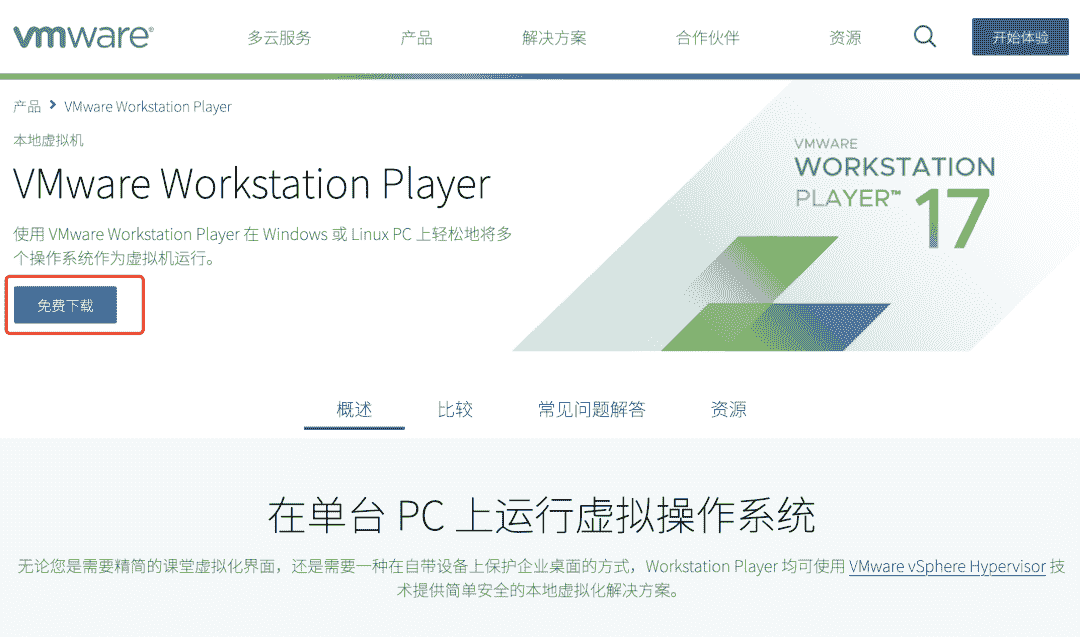 vmware®
多云服务 产品 解决方案 合作伙伴 资源 开始体验
产品 > VMware Workstation Player
本地虚拟机
VMware Workstation Player
使用 VMware Workstation Player 在 Windows 或 Linux PC 上轻松地将多
个操作系统作为虚拟机运行。
免费下载
VMWARE
WORKSTATION
PLAYER™ 17
概述 比较 常见问题解答 资源
在单台 PC 上运行虚拟操作系统
无论您是需要精简的课堂虚拟化界面，还是需要一种在自带设备上保护企业桌面的方式，Workstation Player 均可使用 VMware vSphere Hypervisor 技
术提供简单安全的本地虚拟化解决方案。